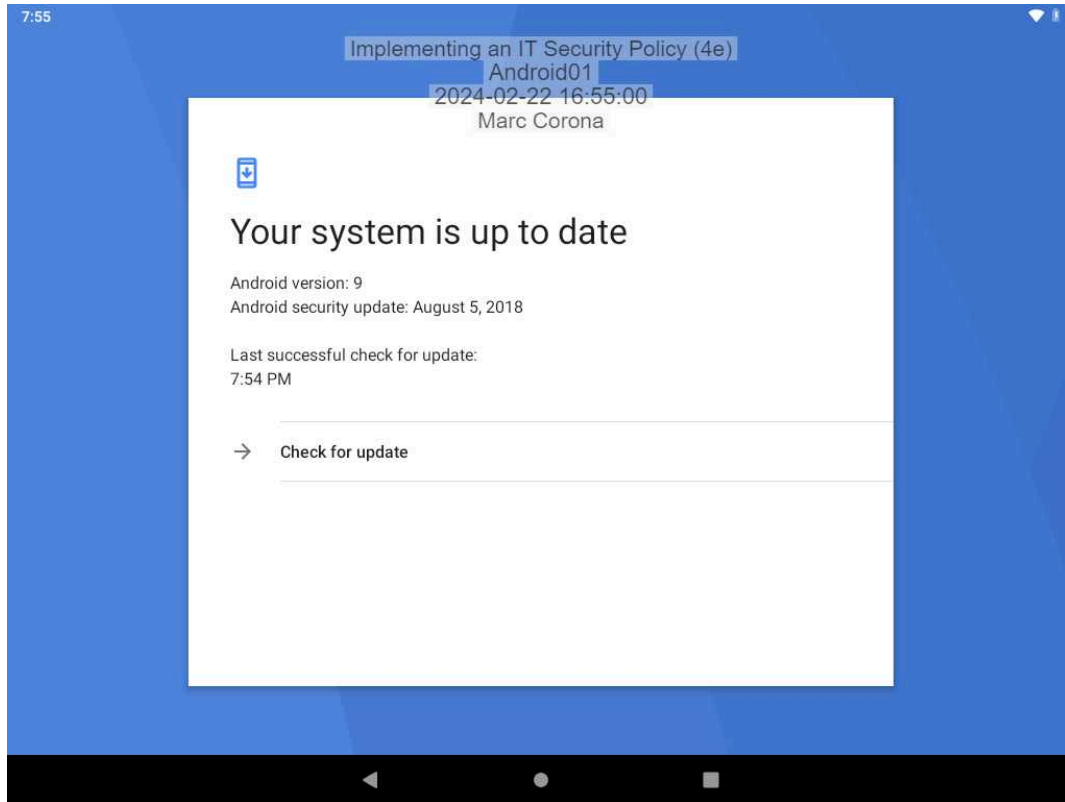 7:55
Implementing an IT Security Policy (4e)
Android01
2024-02-22 16:55:00
Marc Corona
Your system is up to date
Android version: 9
Android security update: August 5, 2018
Last successful check for update:
7:54 PM
Check for update